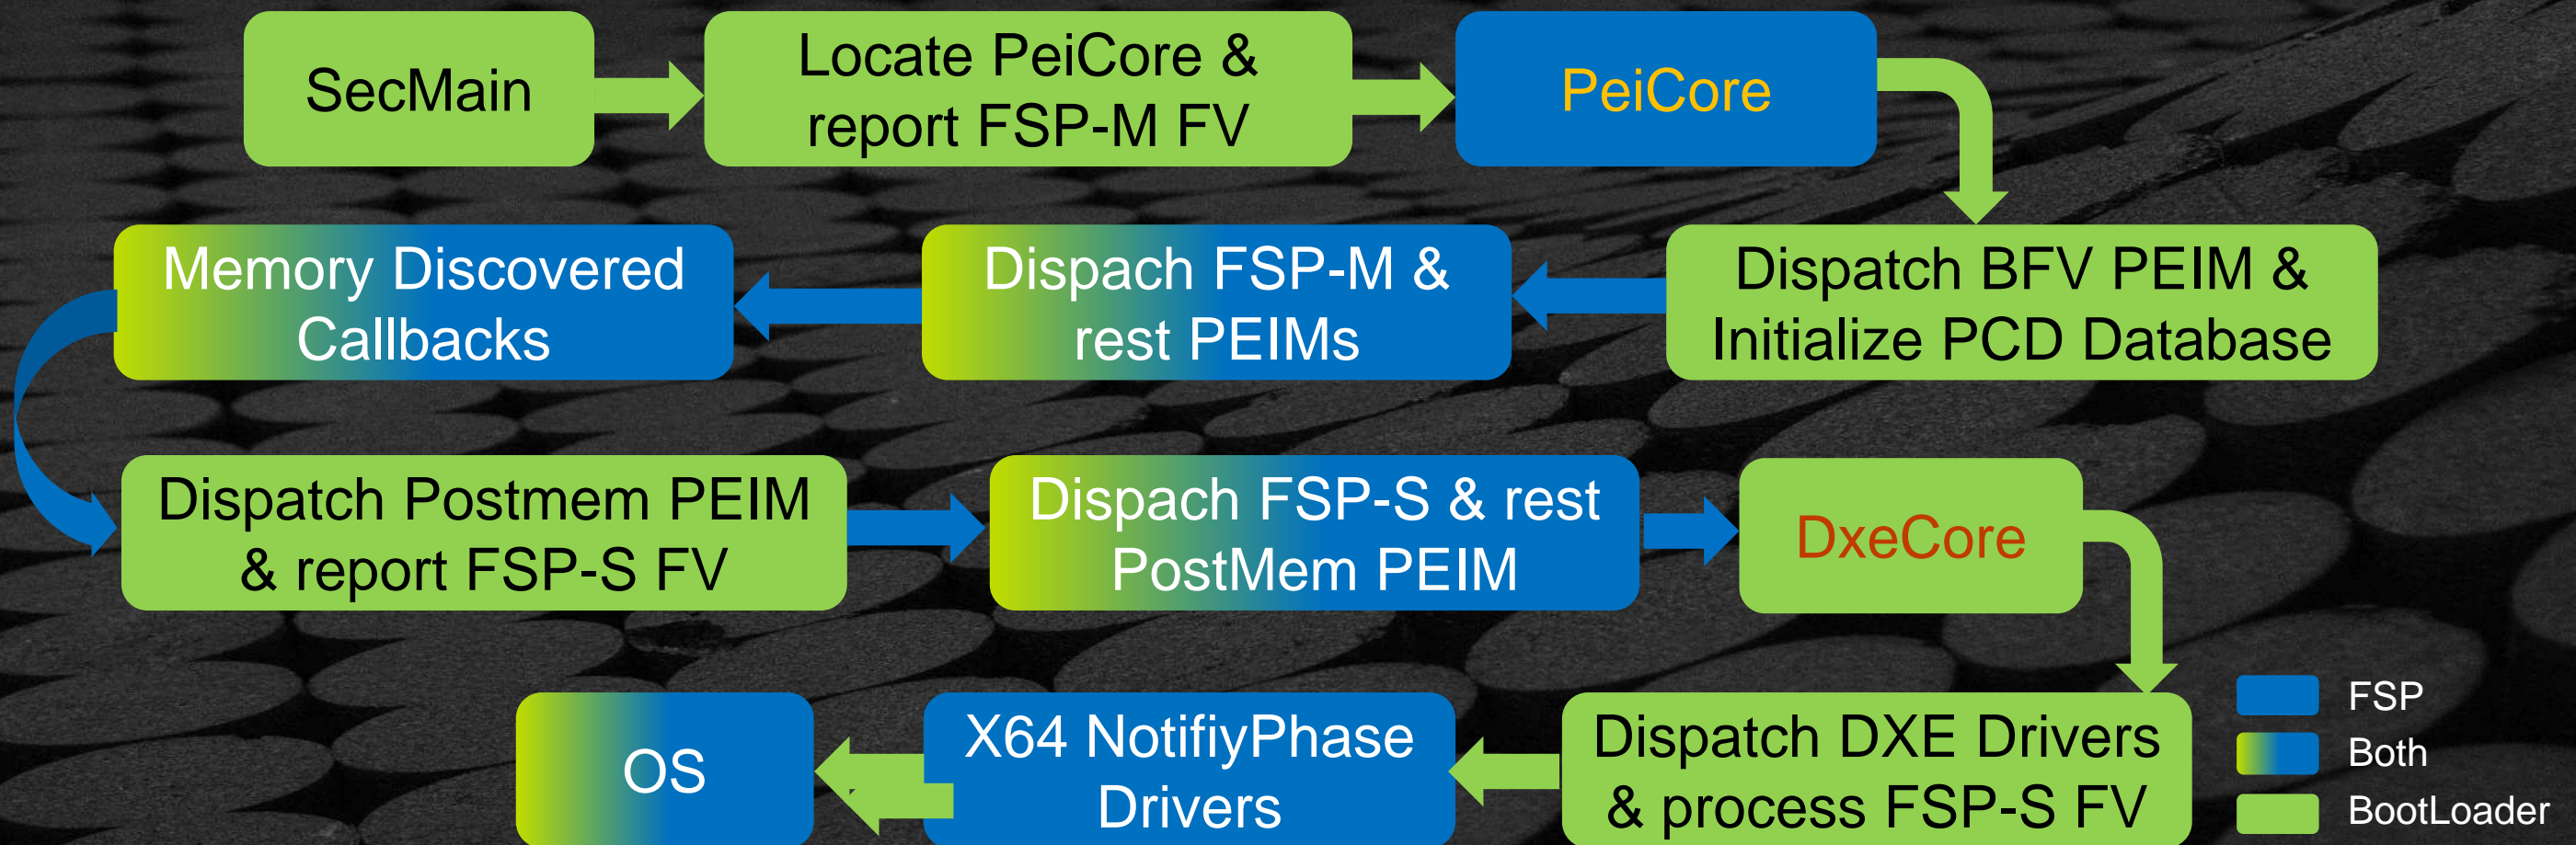 SecMain
Locate PeiCore &
report FSP-M FV
PeiCore
Dispatch BFV PEIM &
Initialize PCD Database
Dispach FSP-M &
rest PEIMs
Memory Discovered
Callbacks
Dispatch Postmem PEIM
& report FSP-S FV
Dispach FSP-S & rest
PostMem PEIM
DxeCore
Dispatch DXE Drivers
& process FSP-S FV
X64 NotifiyPhase
Drivers
OS
FSP
Both
BootLoader